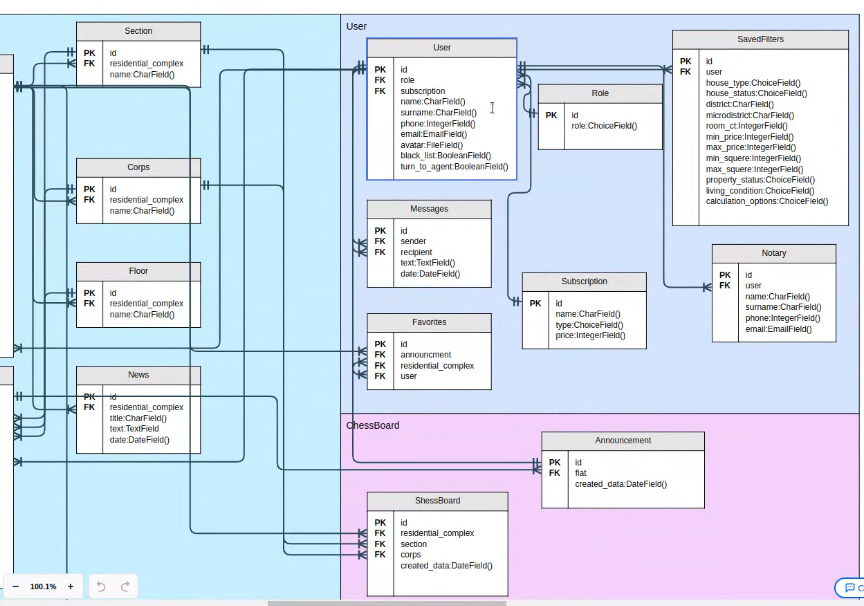 Section
PK id
FK residential_complex
name:CharField()
Corps
PK id
FK residential_complex
name:CharField()
Floor
PK id
FK residential_complex
name:CharField()
News
PK id
FK residential_complex
title:CharField()
text:TextField
date:DateField()
User
User
PK id
FK role
FK subscription
name:CharField()
surname:CharField()
phone:IntegerField()
email:EmailField()
avatar:FileField()
black_list:BooleanField()
turn_to_agent:BooleanField()
Role
PK id
role:ChoiceField()
SavedFilters
PK id
FK user
house_type:ChoiceField()
house_status:ChoiceField()
district:CharField()
microdistrict:CharField()
room_ct:IntegerField()
min_price:IntegerField()
max_price:IntegerField()
min_squere:IntegerField()
max_squere:IntegerField()
property_status:ChoiceField()
living_condition:ChoiceField()
calculation_options:ChoiceField()
Messages
PK id
FK sender
FK recipient
text:TextField()
date:DateField()
Subscription
PK id
name:CharField()
type:ChoiceField()
price:IntegerField()
Notary
PK id
FK user
name:CharField()
surname:CharField()
phone:IntegerField()
email:EmailField()
Favorites
PK id
FK announcment
FK residential_complex
FK user
ChessBoard
Announcement
PK id
FK flat
created_data:DateField()
ShessBoard
PK id
FK residential_complex
FK section
FK corps
created_data:DateField()
− 100.1% +